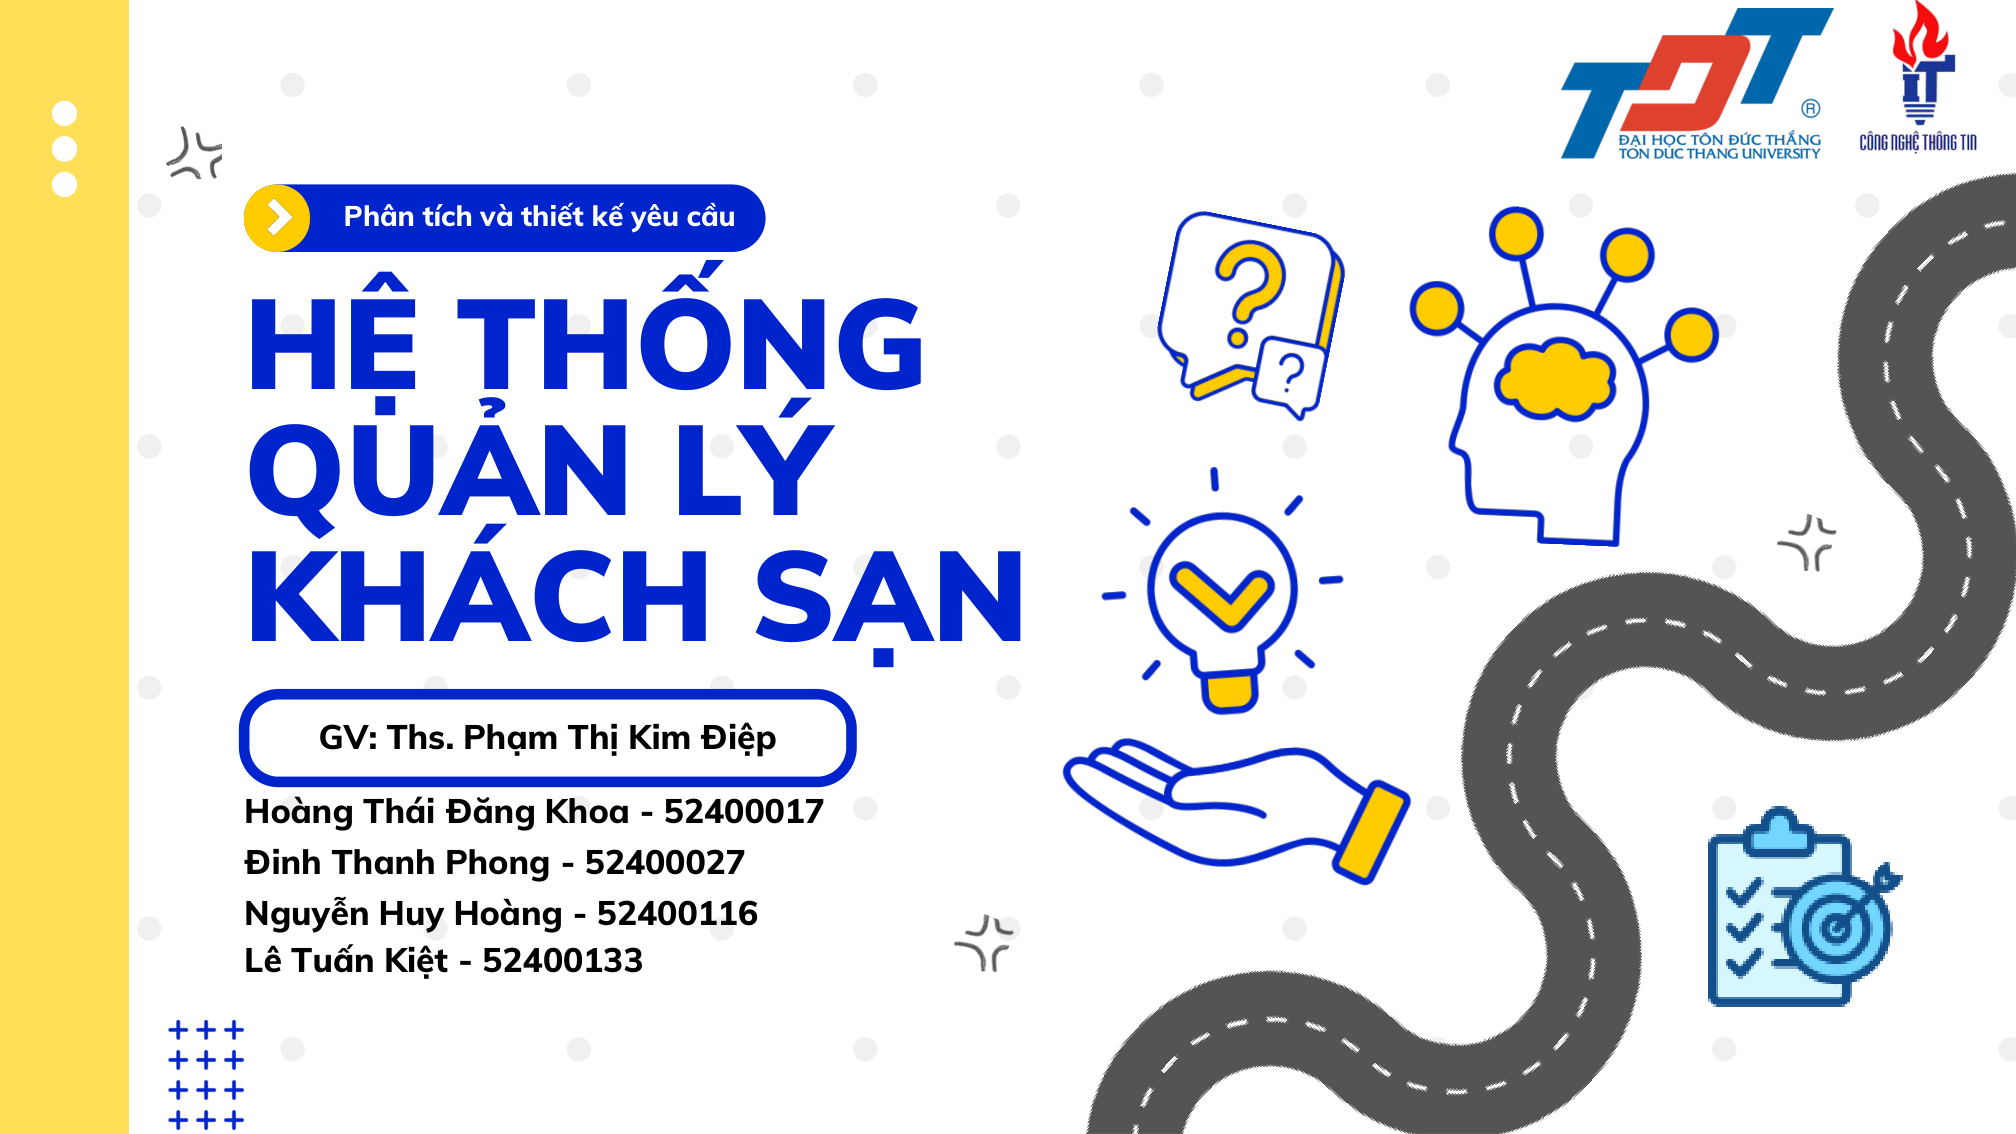 TDT
®
ĐẠI HỌC TÔN ĐỨC THẮNG
TON DUC THANG UNIVERSITY
IT
CÔNG NGHỆ THÔNG TIN
Phân tích và thiết kế yêu cầu
HỆ THỐNG
QUẢN LÝ
KHÁCH SẠN
GV: Ths. Phạm Thị Kim Điệp
Hoàng Thái Đăng Khoa - 52400017
Đinh Thanh Phong - 52400027
Nguyễn Huy Hoàng - 52400116
Lê Tuấn Kiệt - 52400133